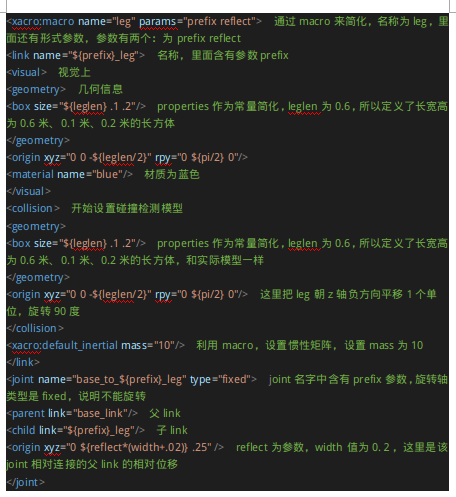 <xacro:macro name="leg" params="prefix reflect">    通过 macro 来简化，名称为 leg，里
面还有形式参数，参数有两个：为 prefix reflect
<link name="${prefix}_leg">    名称，里面含有参数 prefix
<visual>    视觉上
<geometry>    几何信息
<box size="${leglen} .1 .2"/>    properties 作为常量简化，leglen 为 0.6，所以定义了长宽高
为 0.6 米、0.1 米、0.2 米的长方体
</geometry>
<origin xyz="0 0 -${leglen/2}" rpy="0 ${pi/2} 0"/>
<material name="blue"/>    材质为蓝色
</visual>
<collision>    开始设置碰撞检测模型
<geometry>
<box size="${leglen} .1 .2"/>    properties 作为常量简化，leglen 为 0.6，所以定义了长宽高
为 0.6 米、0.1 米、0.2 米的长方体，和实际模型一样
</geometry>
<origin xyz="0 0 -${leglen/2}" rpy="0 ${pi/2} 0"/>    这里把 leg 朝 z 轴负方向平移 1 个单
位，旋转 90 度
</collision>
<xacro:default_inertial mass="10"/>    利用 macro，设置惯性矩阵，设置 mass 为 10
</link>
<joint name="base_to_${prefix}_leg" type="fixed">    joint 名字中含有 prefix 参数，旋转轴
类型是 fixed，说明不能旋转
<parent link="base_link"/>    父 link
<child link="${prefix}_leg"/>    子 link
<origin xyz="0 ${reflect*(width+.02)} .25" />    reflect 为参数，width 值为 0. 2 ，这里是该
joint 相对连接的父 link 的相对位移
</joint>